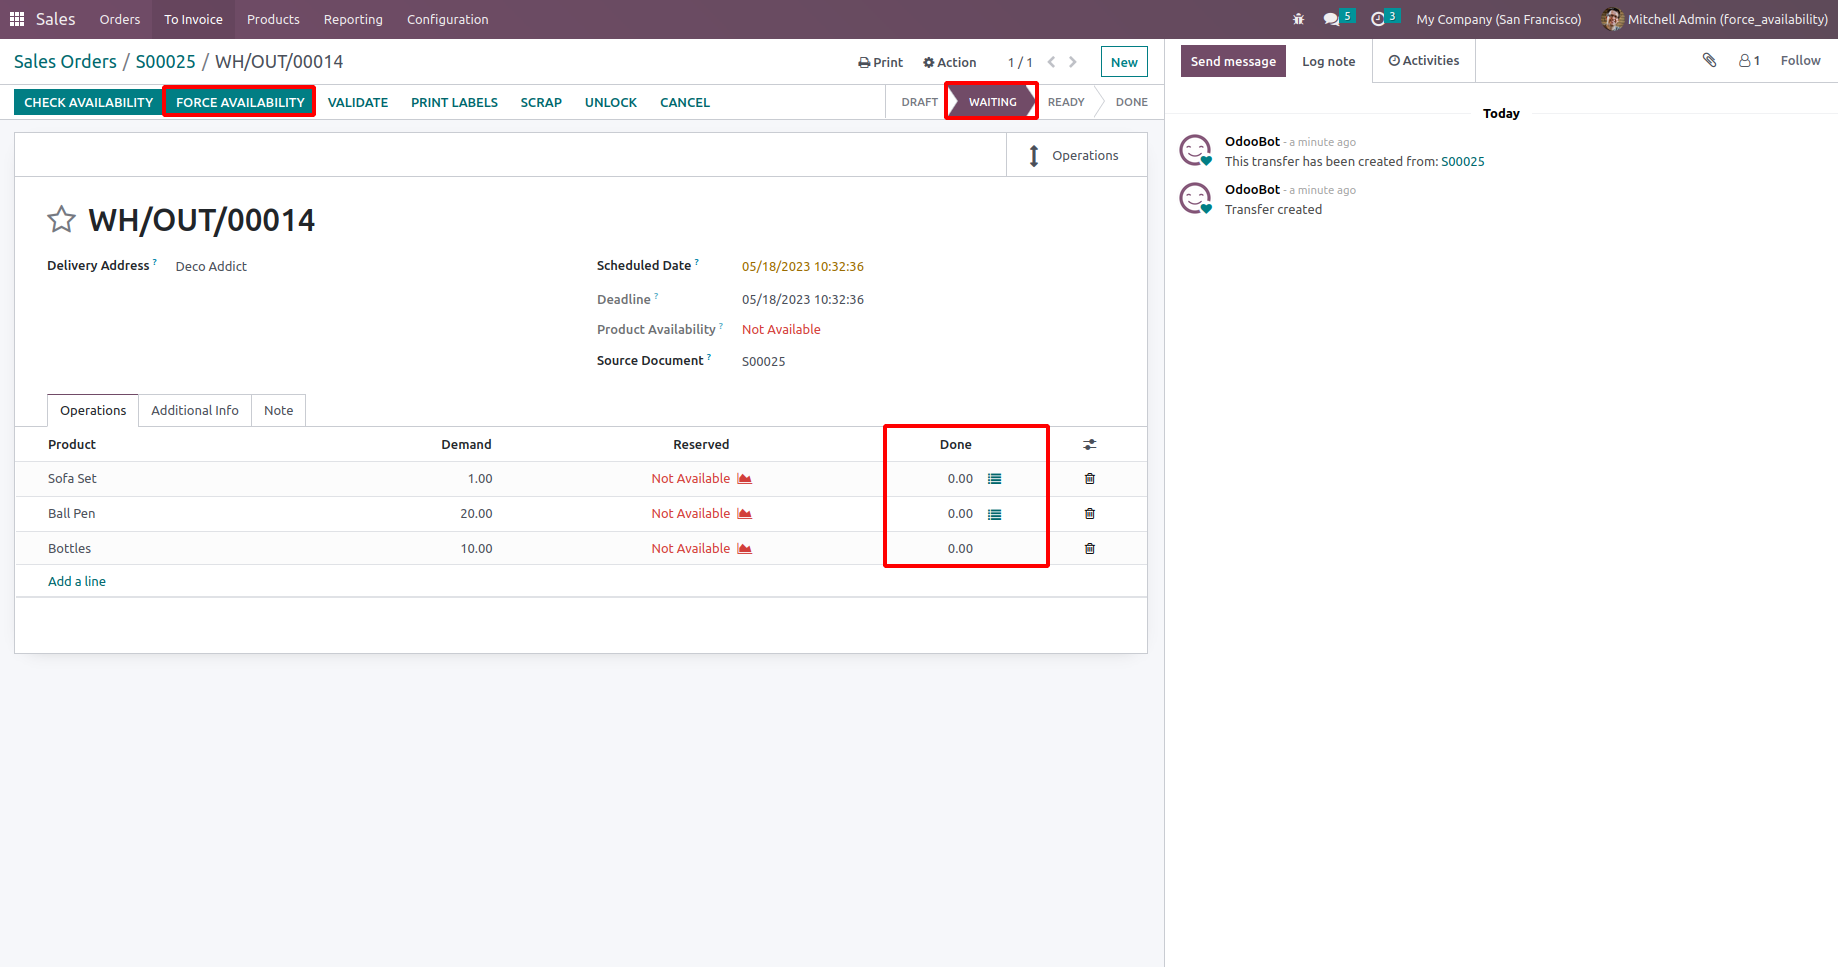 Sales Orders To Invoice Products Reporting Configuration 5 3 My Company (San Francisco) Mitchell Admin (force_availability)
Sales Orders / S00025 / WH/OUT/00014 Print Action 1 / 1 New
CHECK AVAILABILITY FORCE AVAILABILITY VALIDATE PRINT LABELS SCRAP UNLOCK CANCEL DRAFT WAITING READY DONE
Operations
WH/OUT/00014
Delivery Address ? Deco Addict
Scheduled Date ? 05/18/2023 10:32:36
Deadline ? 05/18/2023 10:32:36
Product Availability ? Not Available
Source Document ? S00025
Operations Additional Info Note
Product Demand Reserved Done
Sofa Set 1.00 Not Available 0.00
Ball Pen 20.00 Not Available 0.00
Bottles 10.00 Not Available 0.00
Add a line
Send message Log note Activities 1 Follow
Today
OdooBot - a minute ago
This transfer has been created from: S00025
OdooBot - a minute ago
Transfer created